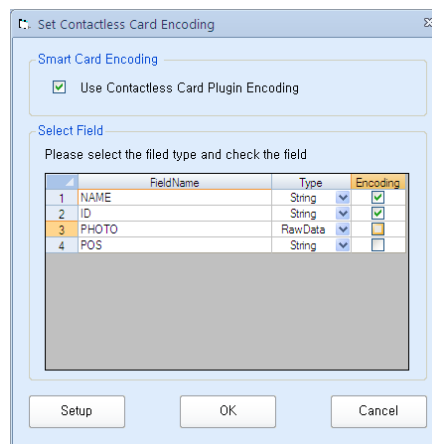 Set Contactless Card Encoding
Smart Card Encoding
Use Contactless Card Plugin Encoding
Select Field
Please select the filed type and check the field
FieldName Type Encoding
1 NAME String
2 ID String
3 PHOTO RawData
4 POS String
Setup OK Cancel